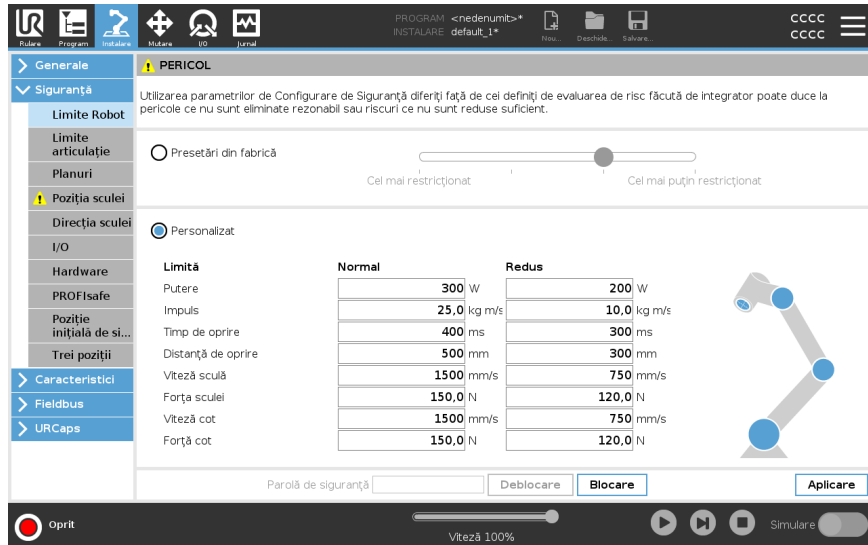 PROGRAM <nedenumit>*
INSTALARE default_1*
Rulare Program Instalare Mutare I/O Jurnal
Nou... Deschide... Salvare...
cccc
cccc
Generale
Siguranță
Limite Robot
Limite
articulație
Planuri
Poziția sculei
Direcția sculei
I/O
Hardware
PROFIsafe
Poziție
inițială de si...
Trei poziții
Caracteristici
Fieldbus
URCaps
PERICOL
Utilizarea parametrilor de Configurare de Siguranță diferiți față de cei definiți de evaluarea de risc făcută de integrator poate duce la
pericole ce nu sunt eliminate rezonabil sau riscuri ce nu sunt reduse suficient.
Presetări din fabrică
Cel mai restricționat Cel mai puțin restricționat
Personalizat
Limită Normal Redus
Putere 300 W 200 W
Impuls 25,0 kg m/s 10,0 kg m/s
Timp de oprire 400 ms 300 ms
Distanță de oprire 500 mm 300 mm
Viteză sculă 1500 mm/s 750 mm/s
Forța sculei 150,0 N 120,0 N
Viteză cot 1500 mm/s 750 mm/s
Forță cot 150,0 N 120,0 N
Parolă de siguranță Deblocare Blocare Aplicare
Oprit
Viteză 100%
Simulare